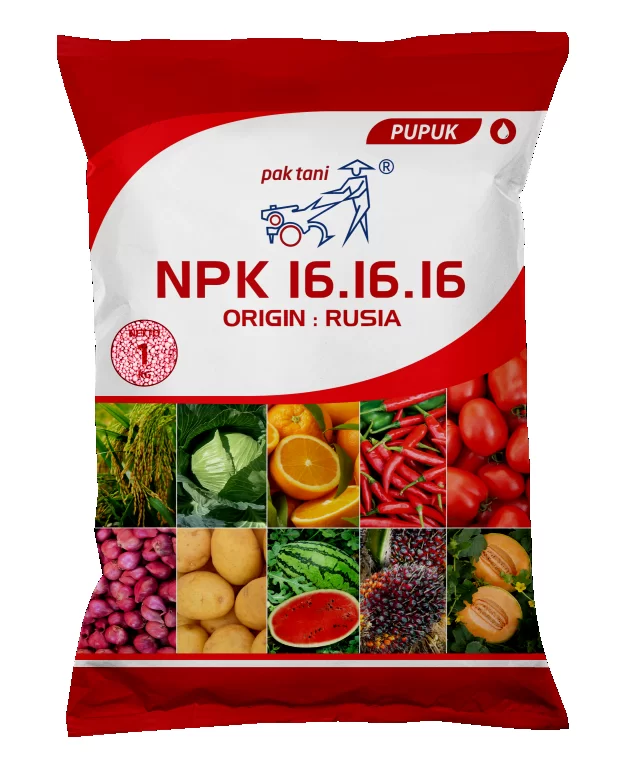 PUPUK
pak tani ®
NPK 16.16.16
ORIGIN : RUSIA
NETTO
1
KG